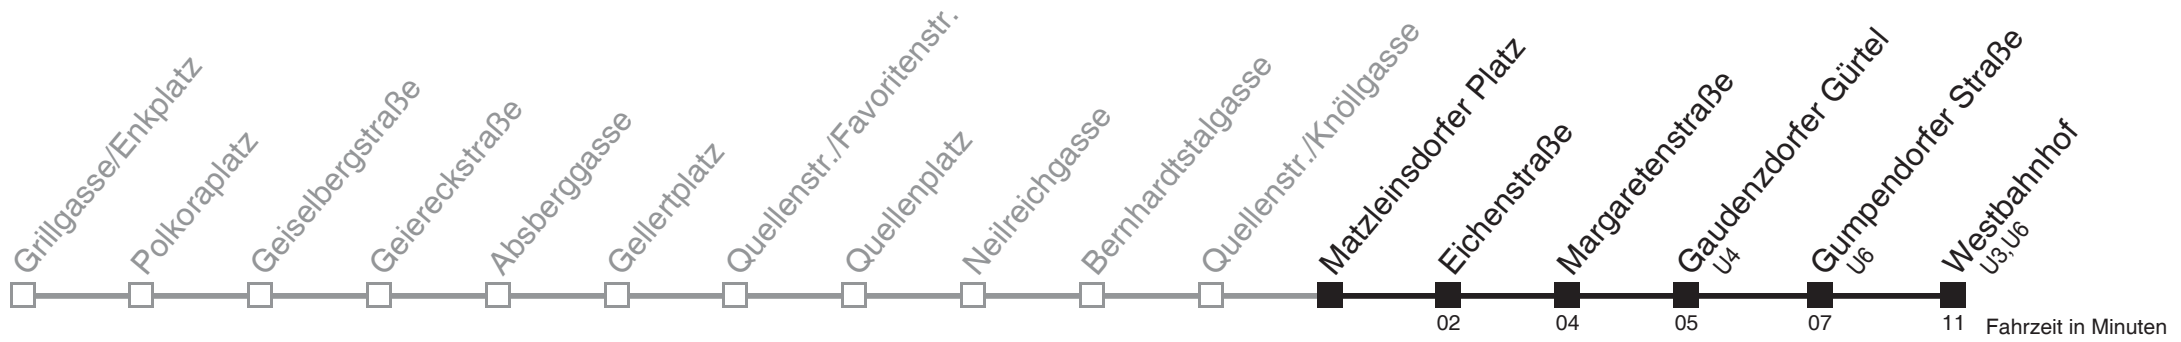 Grillgasse/Enkplatz
Polkoraplatz
Geiselbergstraße
Geiereckstraße
Absberggasse
Gellertplatz
Quellenstr./Favoritenstr.
Quellenplatz
Neilreichgasse
Bernhardtstalgasse
Quellenstr./Knöllgasse
Matzleinsdorfer Platz
Eichenstraße
Margaretenstraße
Gaudenzdorfer Gürtel
U4
Gumpendorfer Straße
U6
Westbahnhof
U3,U6
02 04 05 07 11 Fahrzeit in Minuten